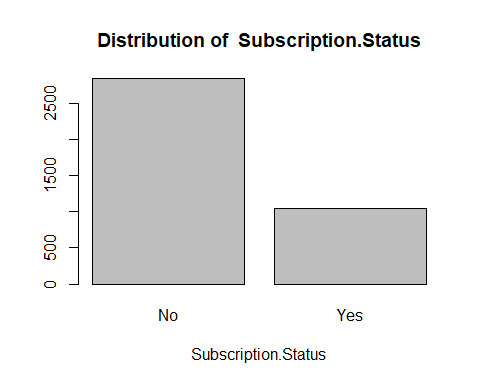 Distribution of  Subscription.Status
2500
1500
500
0
No
Yes
Subscription.Status